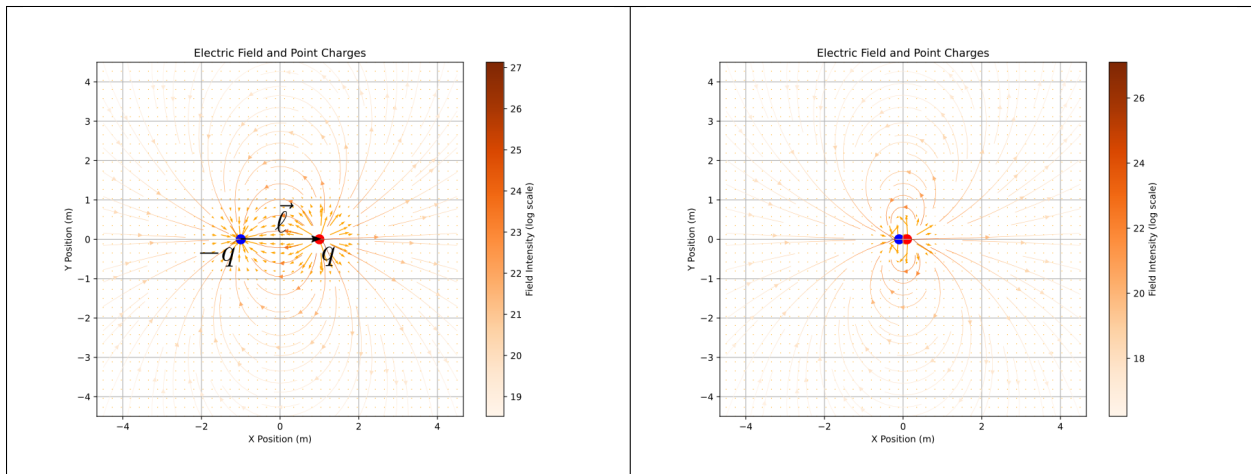 Electric Field and Point Charges
27
26
25
24
23
22
21
20
19
Field Intensity (log scale)
4
3
2
1
0
−1
−2
−3
−4
Y Position (m)
−4 −2 0 2 4
X Position (m)
ℓ⃗
−q
q
Electric Field and Point Charges
26
24
22
20
18
Field Intensity (log scale)
4
3
2
1
0
−1
−2
−3
−4
Y Position (m)
−4 −2 0 2 4
X Position (m)